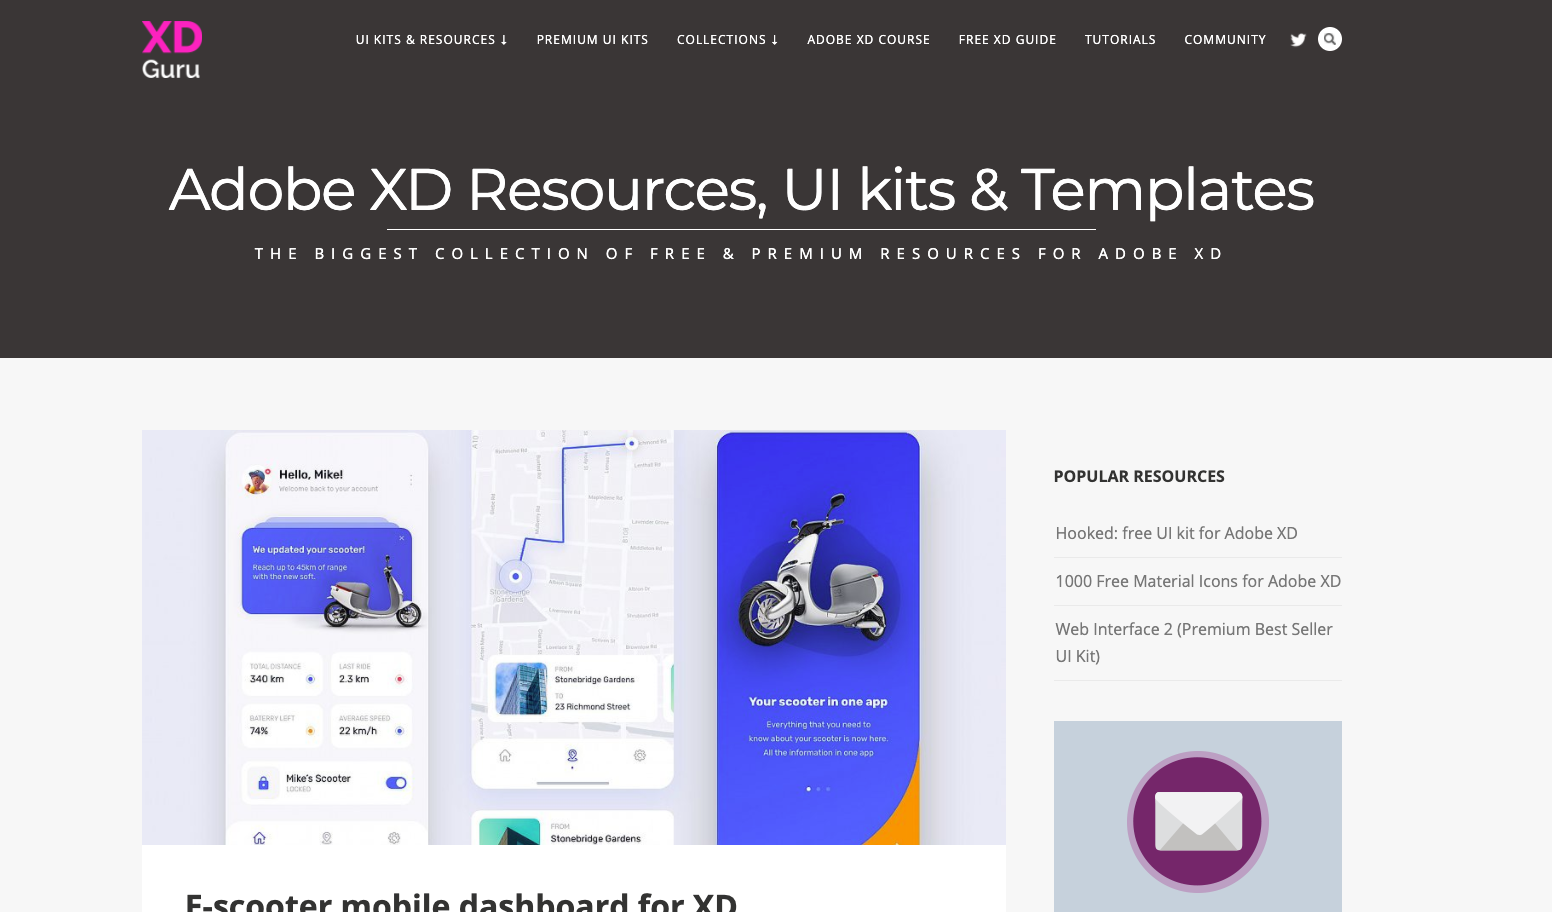 XD
Guru
UI KITS & RESOURCES ↓
PREMIUM UI KITS
COLLECTIONS ↓
ADOBE XD COURSE
FREE XD GUIDE
TUTORIALS
COMMUNITY
Adobe XD Resources, UI kits & Templates
THE BIGGEST COLLECTION OF FREE & PREMIUM RESOURCES FOR ADOBE XD
Hello, Mike!
Welcome back to your account
We updated your scooter!
Reach up to 45km of range
with the new soft.
TOTAL DISTANCE
340 km
LAST RIDE
2.3 km
BATERRY LEFT
74%
AVERAGE SPEED
22 km/h
Mike's Scooter
LOCKED
Stonebridge
Gardens
FROM
Stonebridge Gardens
TO
23 Richmond Street
FROM
Stonebridge Gardens
Your scooter in one app
Everything that you need to
know about your scooter is now here.
All the information in one app
E-scooter mobile dashboard for XD
POPULAR RESOURCES
Hooked: free UI kit for Adobe XD
1000 Free Material Icons for Adobe XD
Web Interface 2 (Premium Best Seller
UI Kit)